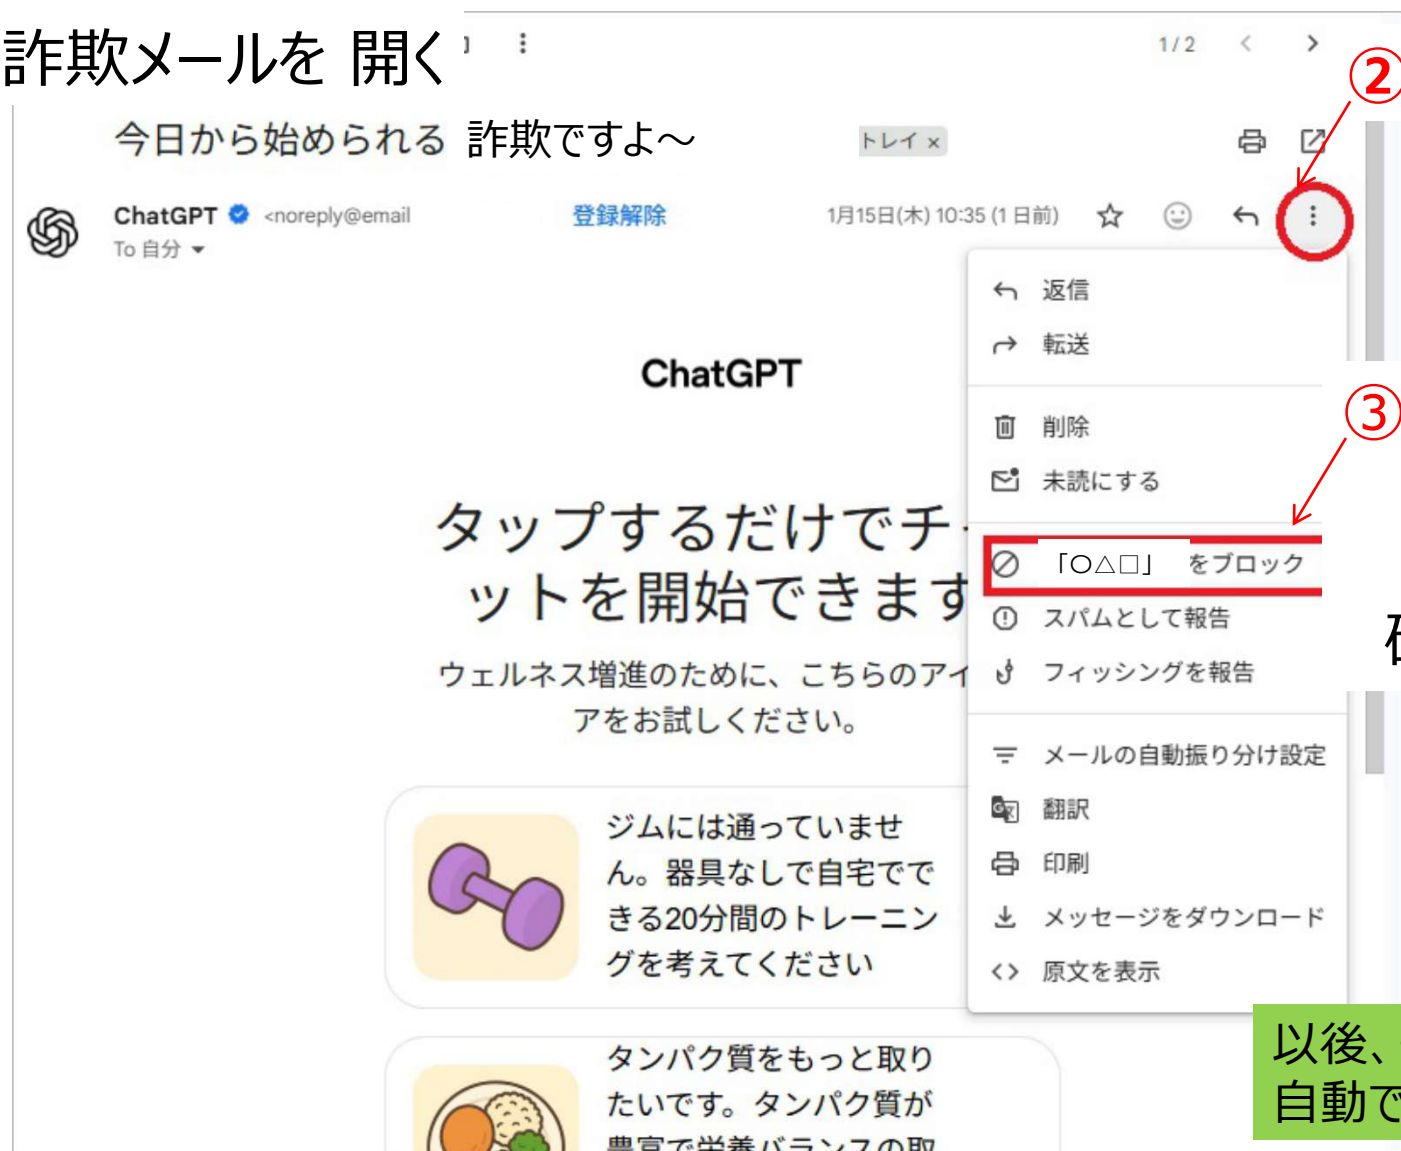 詐欺メールを 開く
1/2
②
今日から始められる 詐欺ですよ～
トレイ ×
ChatGPT <noreply@email 登録解除 1月15日(木) 10:35 (1 日前)
To 自分
返信
転送
ChatGPT
③
削除
未読にする
タップするだけでチ
ットを開始できます
「〇△□」 をブロック
スパムとして報告
フィッシングを報告
ウェルネス増進のために、こちらのアイ
アをお試しください。
メールの自動振り分け設定
翻訳
印刷
メッセージをダウンロード
<> 原文を表示
ジムには通っていませ
ん。器具なしで自宅でで
きる20分間のトレーニン
グを考えてください
以後、
自動で
タンパク質をもっと取り
たいです。タンパク質が
豊富で栄養バランスの取